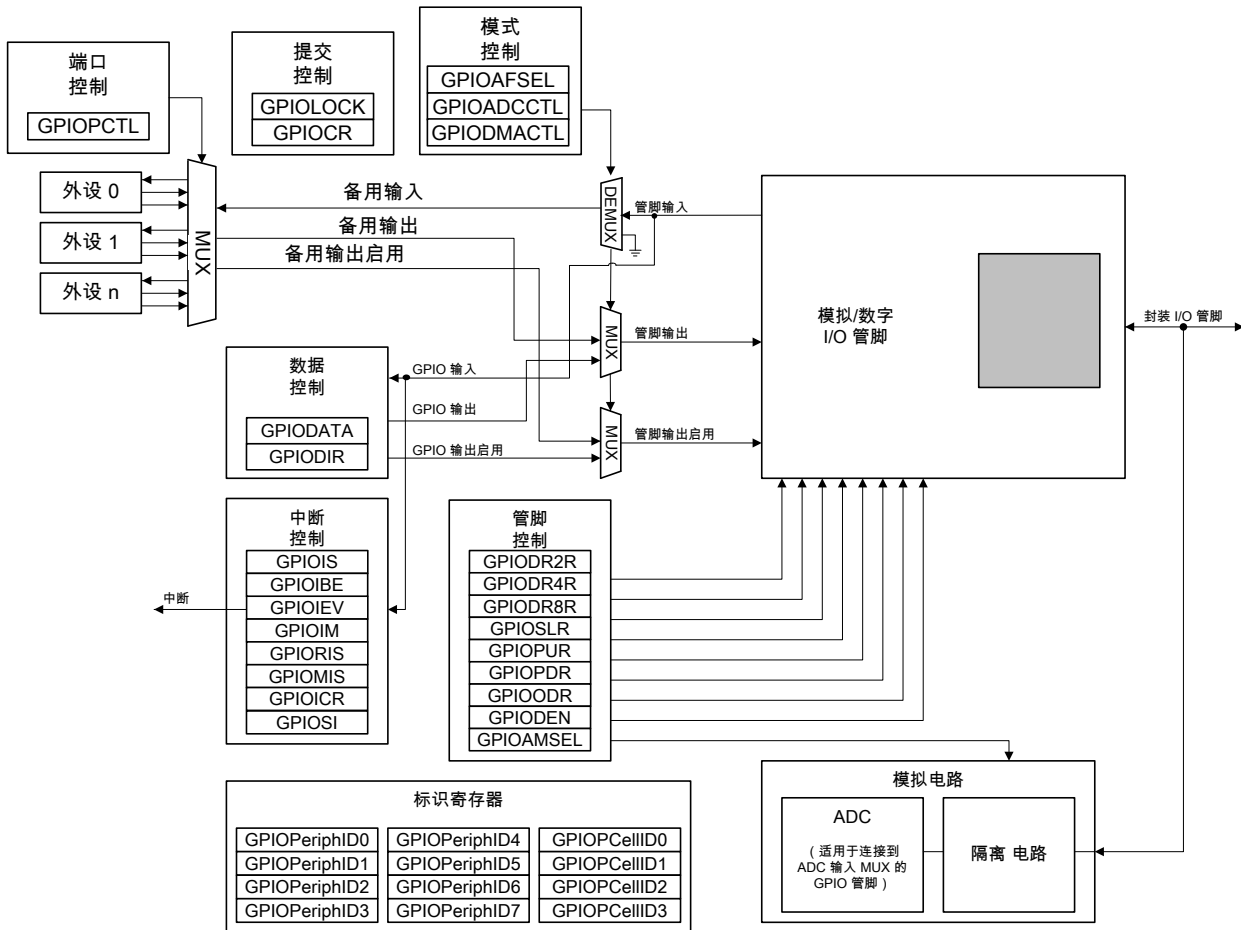 端口
控制
GPIOPCTL
提交
控制
GPIOLOCK
GPIOCR
模式
控制
GPIOAFSEL
GPIOADCCTL
GPIODMACTL
外设 0
外设 1
外设 n
MUX
备用输入
备用输出
备用输出启用
DEMUX
管脚输入
MUX
管脚输出
MUX
管脚输出启用
模拟/数字
I/O 管脚
封装 I/O 管脚
数据
控制
GPIODATA
GPIODIR
GPIO 输入
GPIO 输出
GPIO 输出启用
中断
控制
GPIOIS
GPIOIBE
GPIOIEV
GPIOIM
GPIORIS
GPIOMIS
GPIOICR
GPIOSI
中断
管脚
控制
GPIODR2R
GPIODR4R
GPIODR8R
GPIOSLR
GPIOPUR
GPIOPDR
GPIOODR
GPIODEN
GPIOAMSEL
模拟电路
ADC
（适用于连接到
ADC 输入 MUX 的
GPIO 管脚）
隔离 电路
标识寄存器
GPIOPeriphID0
GPIOPeriphID1
GPIOPeriphID2
GPIOPeriphID3
GPIOPeriphID4
GPIOPeriphID5
GPIOPeriphID6
GPIOPeriphID7
GPIOPCellID0
GPIOPCellID1
GPIOPCellID2
GPIOPCellID3